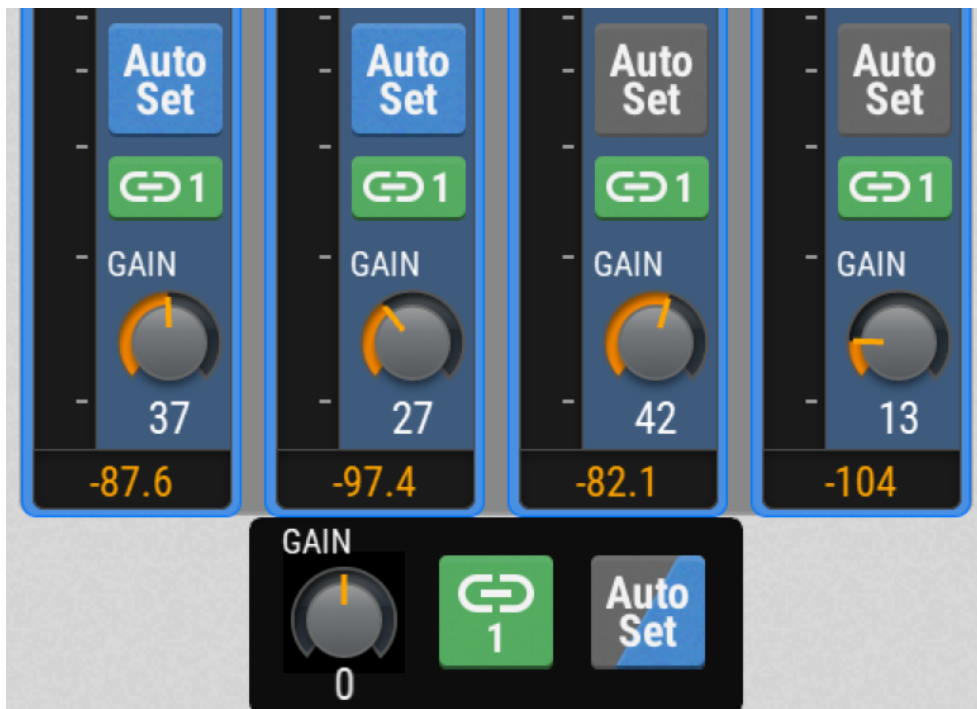 Auto
Set
Auto
Set
Auto
Set
Auto
Set
1
1
1
1
GAIN
GAIN
GAIN
GAIN
37
27
42
13
-87.6
-97.4
-82.1
-104
GAIN
0
1
Auto
Set